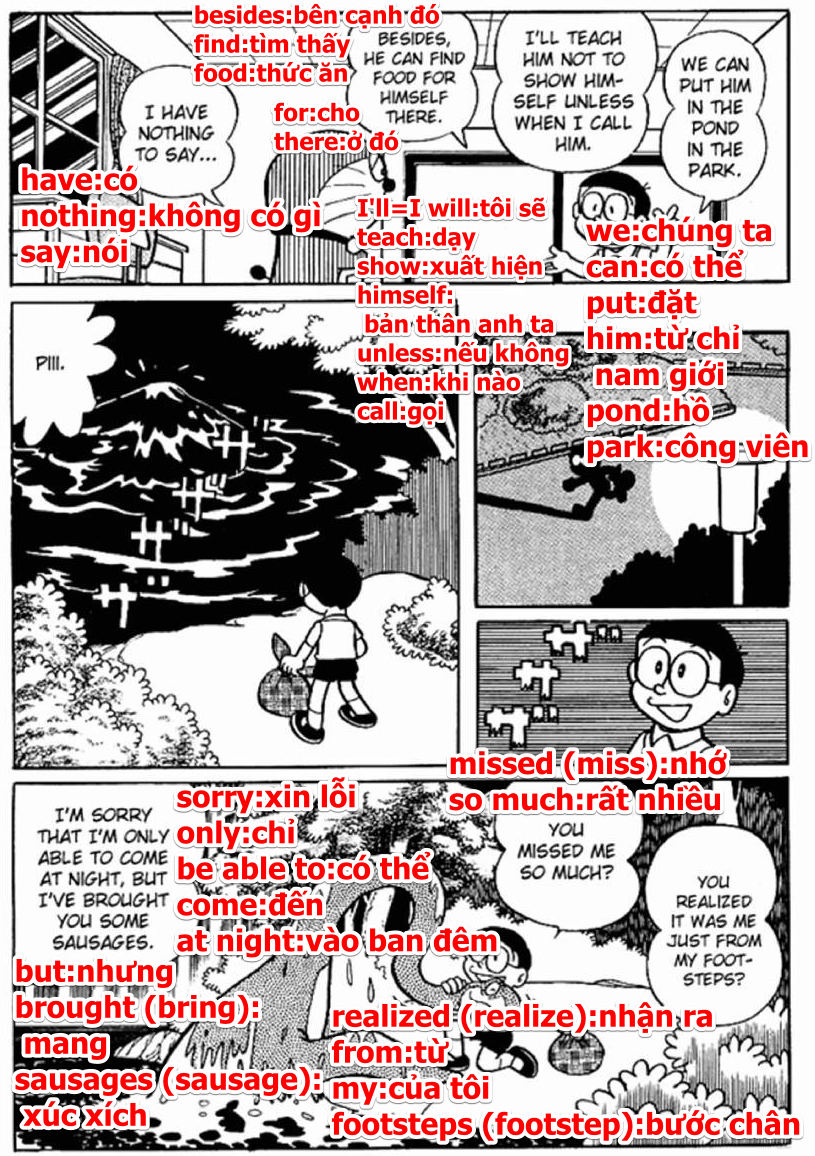 WE CAN
PUT HIM
IN THE
POND
IN THE
PARK.
I'LL TEACH
HIM NOT TO
SHOW HIM-
SELF UNLESS
WHEN I CALL
HIM.
BESIDES,
HE CAN FIND
FOOD FOR
HIMSELF
THERE.
I HAVE
NOTHING
TO SAY...
besides:bên cạnh đó
find:tìm thấy
food:thức ăn
for:cho
there:ở đó
have:có
nothing:không có gì
say:nói
I'll=I will:tôi sẽ
teach:dạy
show:xuất hiện
himself:
bản thân anh ta
unless:nếu không
when:khi nào
call:gọi
we:chúng ta
can:có thể
put:đặt
him:từ chỉ
nam giới
pond:hồ
park:công viên
PIII.
ザ
ザ
ザ
ザ
ザ
ザ
ザ
missed (miss):nhớ
so much:rất nhiều
I'M SORRY
THAT I'M ONLY
ABLE TO COME
AT NIGHT, BUT
I'VE BROUGHT
YOU SOME
SAUSAGES.
sorry:xin lỗi
only:chỉ
be able to:có thể
come:đến
at night:vào ban đêm
YOU
MISSED ME
SO MUCH?
YOU
REALIZED
IT WAS ME
JUST FROM
MY FOOT-
STEPS?
but:nhưng
brought (bring):
mang
sausages (sausage):
xúc xích
realized (realize):nhận ra
from:từ
my:của tôi
footsteps (footstep):bước chân